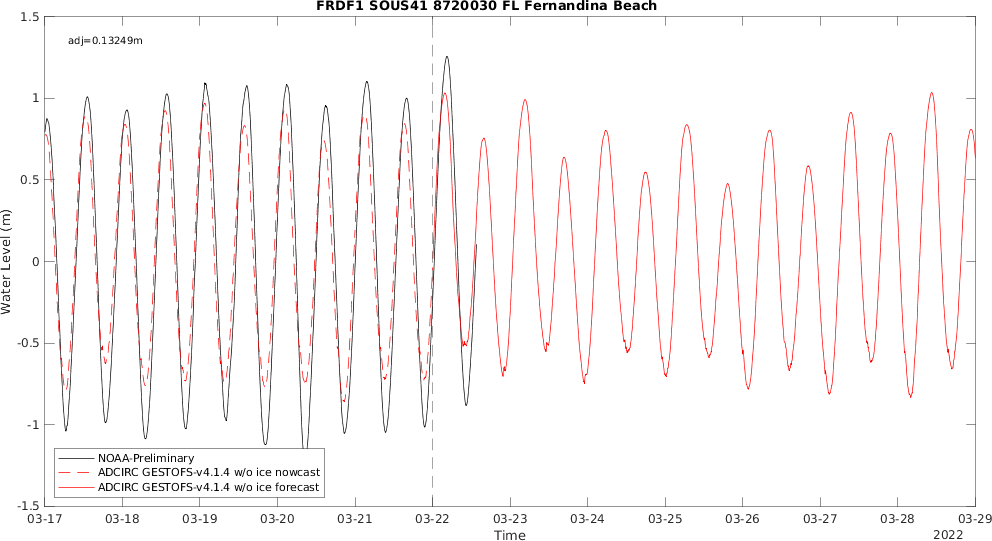 FRDF1 SOUS41 8720030 FL Fernandina Beach
adj=0.13249m
1.5
1
0.5
0
-0.5
-1
-1.5
Water Level (m)
NOAA-Preliminary
ADCIRC GESTOFS-v4.1.4 w/o ice nowcast
ADCIRC GESTOFS-v4.1.4 w/o ice forecast
03-17 03-18 03-19 03-20 03-21 03-22 03-23 03-24 03-25 03-26 03-27 03-28 03-29
Time
2022